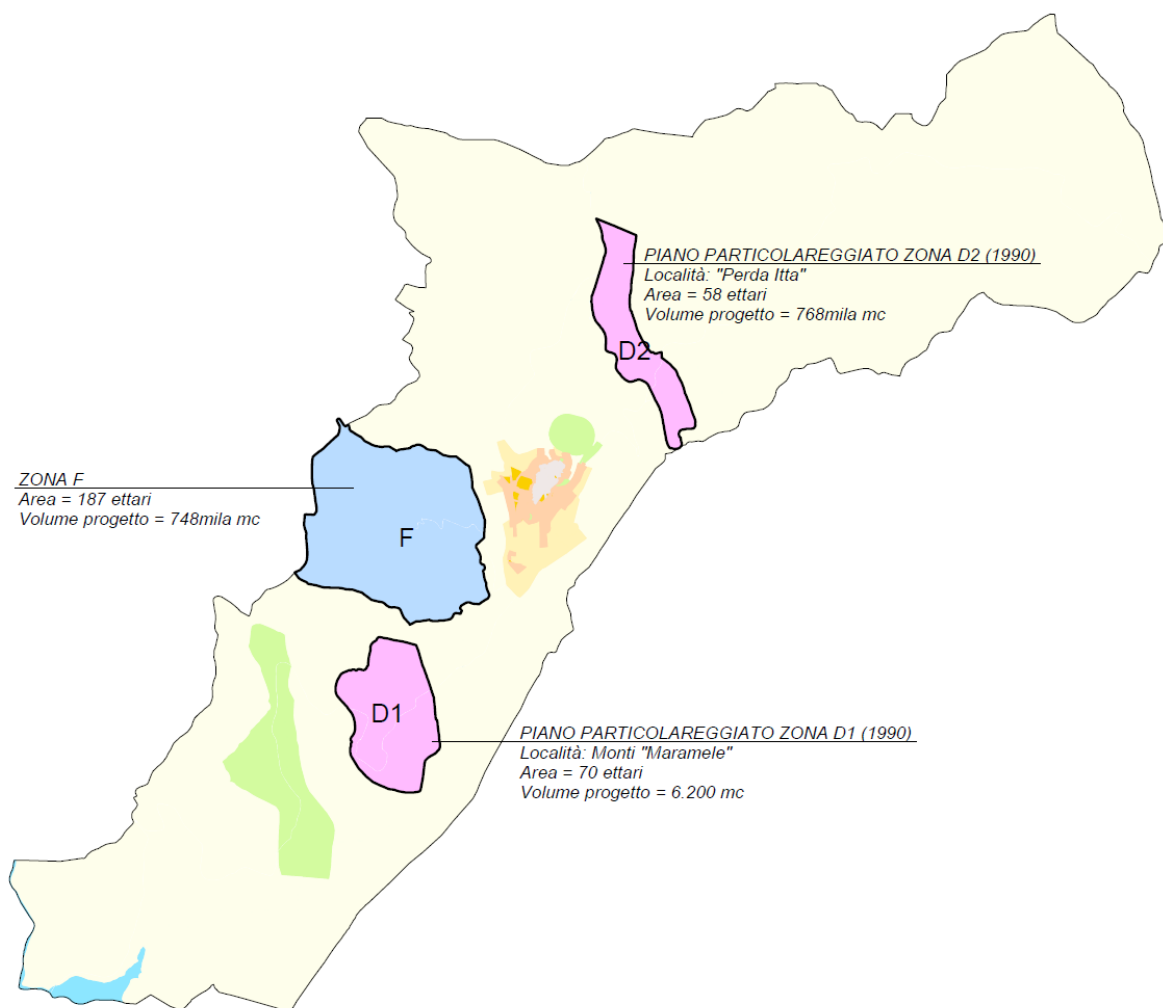 PIANO PARTICOLAREGGIATO ZONA D2 (1990)
Località: "Perda Itta"
Area = 58 ettari
Volume progetto = 768mila mc
D2
ZONA F
Area = 187 ettari
Volume progetto = 748mila mc
F
D1
PIANO PARTICOLAREGGIATO ZONA D1 (1990)
Località: Monti "Maramele"
Area = 70 ettari
Volume progetto = 6.200 mc